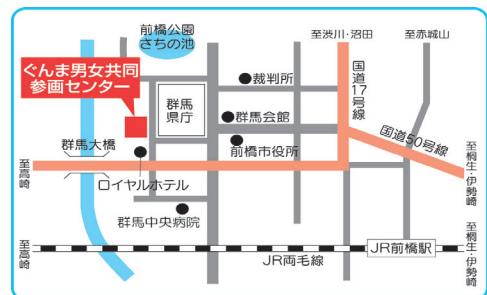 前橋公園
さちの池
至渋川・沼田
至赤城山
ぐんま男女共同
参画センター
裁判所
国道17号線
群馬
県庁
群馬会館
国道50号線
群馬大橋
前橋市役所
至高崎
至桐生・伊勢崎
ロイヤルホテル
群馬中央病院
至高崎
JR前橋駅
至桐生・伊勢崎
JR両毛線